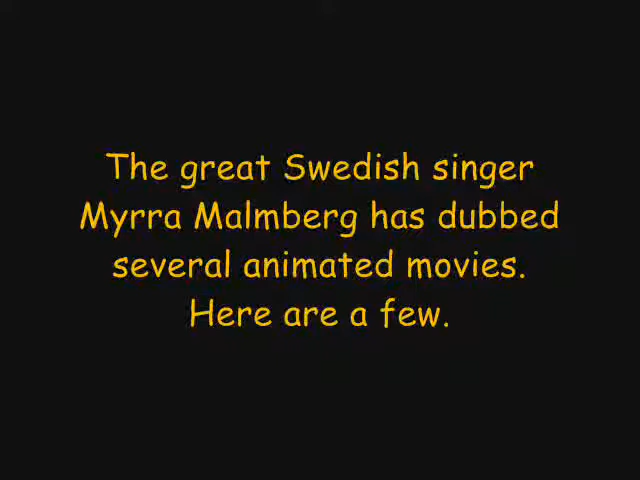 The great Swedish singer
Myrra Malmberg has dubbed
several animated movies.
Here are a few.